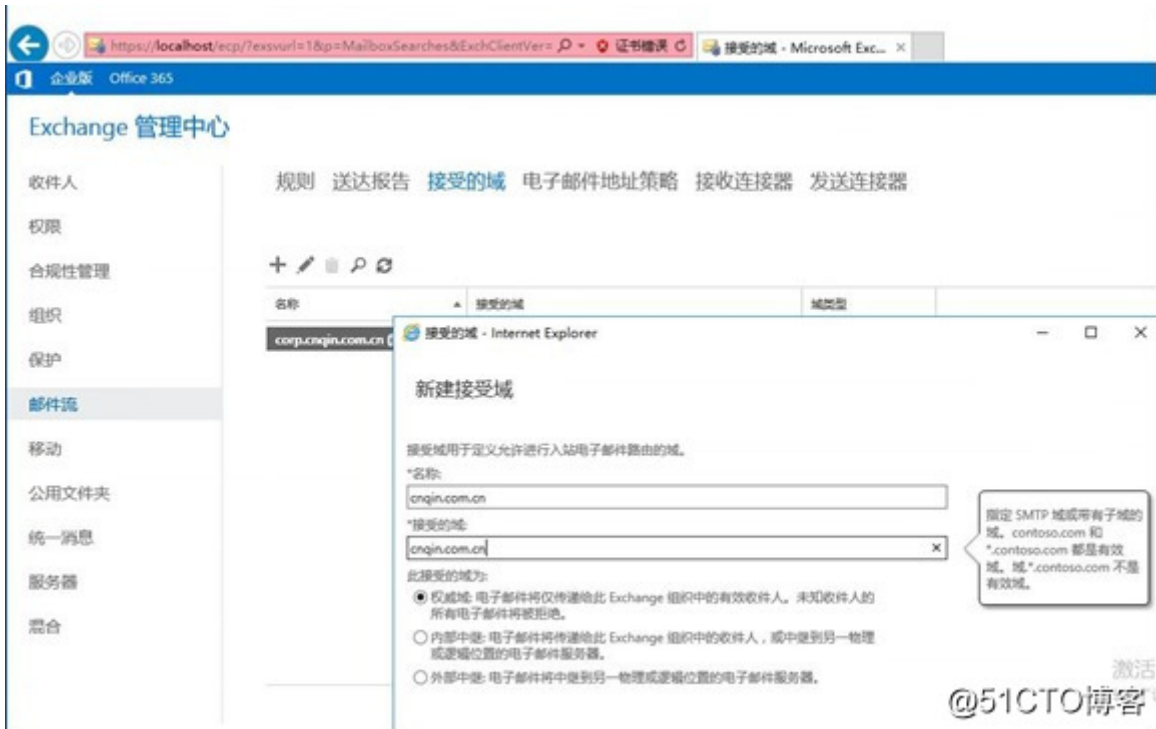 https://localhost/ecp/?exsvurl=1&p=MailboxSearches&ExchClientVer= 证书错误 接受的域 - Microsoft Exc...
企业版 Office 365
Exchange 管理中心
收件人
权限
合规性管理
组织
保护
邮件流
移动
公用文件夹
统一消息
服务器
混合
规则 送达报告 接受的域 电子邮件地址策略 接收连接器 发送连接器
名称 接受的域 域类型
corp.cnqin.com.cn (
接受的域 - Internet Explorer
新建接受域
接受域用于定义允许进行入站电子邮件路由的域。
*名称:
cnqin.com.cn
*接受的域:
cnqin.com.cn
此接受的域为:
权威域: 电子邮件将仅传递给此 Exchange 组织中的有效收件人。未知收件人的
所有电子邮件将被拒绝。
内部中继: 电子邮件将传递给此 Exchange 组织中的收件人，或中继到另一物理
或逻辑位置的电子邮件服务器。
外部中继: 电子邮件将中继到另一物理或逻辑位置的电子邮件服务器。
指定 SMTP 域或带有子域的
域。contoso.com 和
*.contoso.com 都是有效
域。域.*.contoso.com 不是
有效域。
激活
@51CTO博客